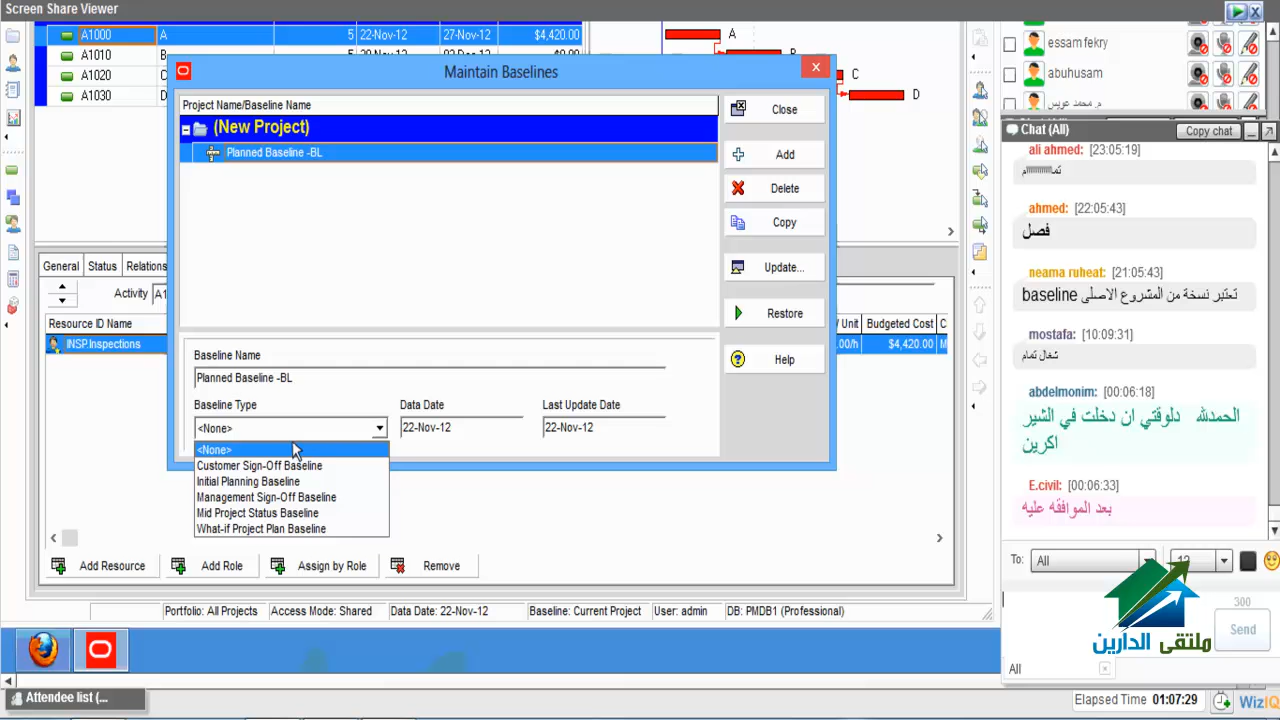 Screen Share Viewer
A1000 A 5 22-Nov-12 27-Nov-12 $4,420.00
A
A1010
A1020 C
C
A1030 D
D
Maintain Baselines
Project Name/Baseline Name
(New Project)
Planned Baseline -BL
Close
Add
Delete
Copy
Update...
Restore
Help
Baseline Name
Planned Baseline -BL
Baseline Type
Data Date
Last Update Date
<None>
22-Nov-12
22-Nov-12
<None>
Customer Sign-Off Baseline
Initial Planning Baseline
Management Sign-Off Baseline
Mid Project Status Baseline
What-if Project Plan Baseline
General Status Relations
Activity A1
Resource ID Name
Unit Budgeted Cost
INSP.Inspections
.00/h $4,420.00
Add Resource
Add Role
Assign by Role
Remove
Portfolio: All Projects
Access Mode: Shared
Data Date: 22-Nov-12
Baseline: Current Project
User: admin
DB: PMDB1 (Professional)
Attendee list (...
essam fekry
abuhusam
م. محمد عويس
Chat (All)
Copy chat
ali ahmed: [23:05:19]
تماااااااااام
ahmed: [22:05:43]
فصل
neama ruheat: [21:05:43]
تعتبر نسخة من المشروع الاصلى baseline
mostafa: [10:09:31]
شغال تمام
abdelmonim: [00:06:18]
الحمدلله دلوقتي ان دخلت في الشير
اكرين
E.civil: [00:06:33]
بعد الموافقه عليه
To: All
12
300
Send
ملتقى الدارين
All
Elapsed Time 01:07:29
WizIQ